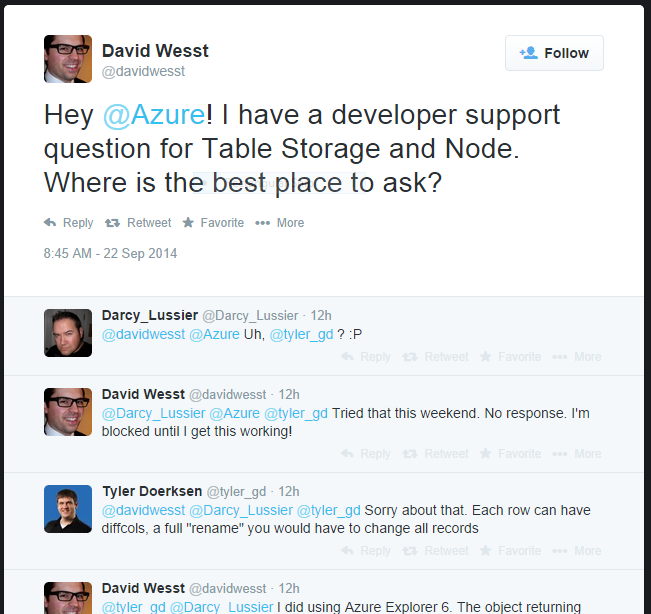 David Wesst
@davidwesst
Follow
Hey @Azure! I have a developer support
question for Table Storage and Node.
Where is the best place to ask?
Reply Retweet Favorite More
8:45 AM - 22 Sep 2014
Darcy_Lussier @Darcy_Lussier · 12h
@davidwesst @Azure Uh, @tyler_gd ? :P
Reply Retweet Favorite More
David Wesst @davidwesst · 12h
@Darcy_Lussier @Azure @tyler_gd Tried that this weekend. No response. I'm
blocked until I get this working!
Reply Retweet Favorite More
Tyler Doerksen @tyler_gd · 12h
@davidwesst @Darcy_Lussier @tyler_gd Sorry about that. Each row can have
diffcols, a full "rename" you would have to change all records
Reply Retweet Favorite More
David Wesst @davidwesst · 12h
@tyler_gd @Darcy_Lussier I did using Azure Explorer 6. The object returning